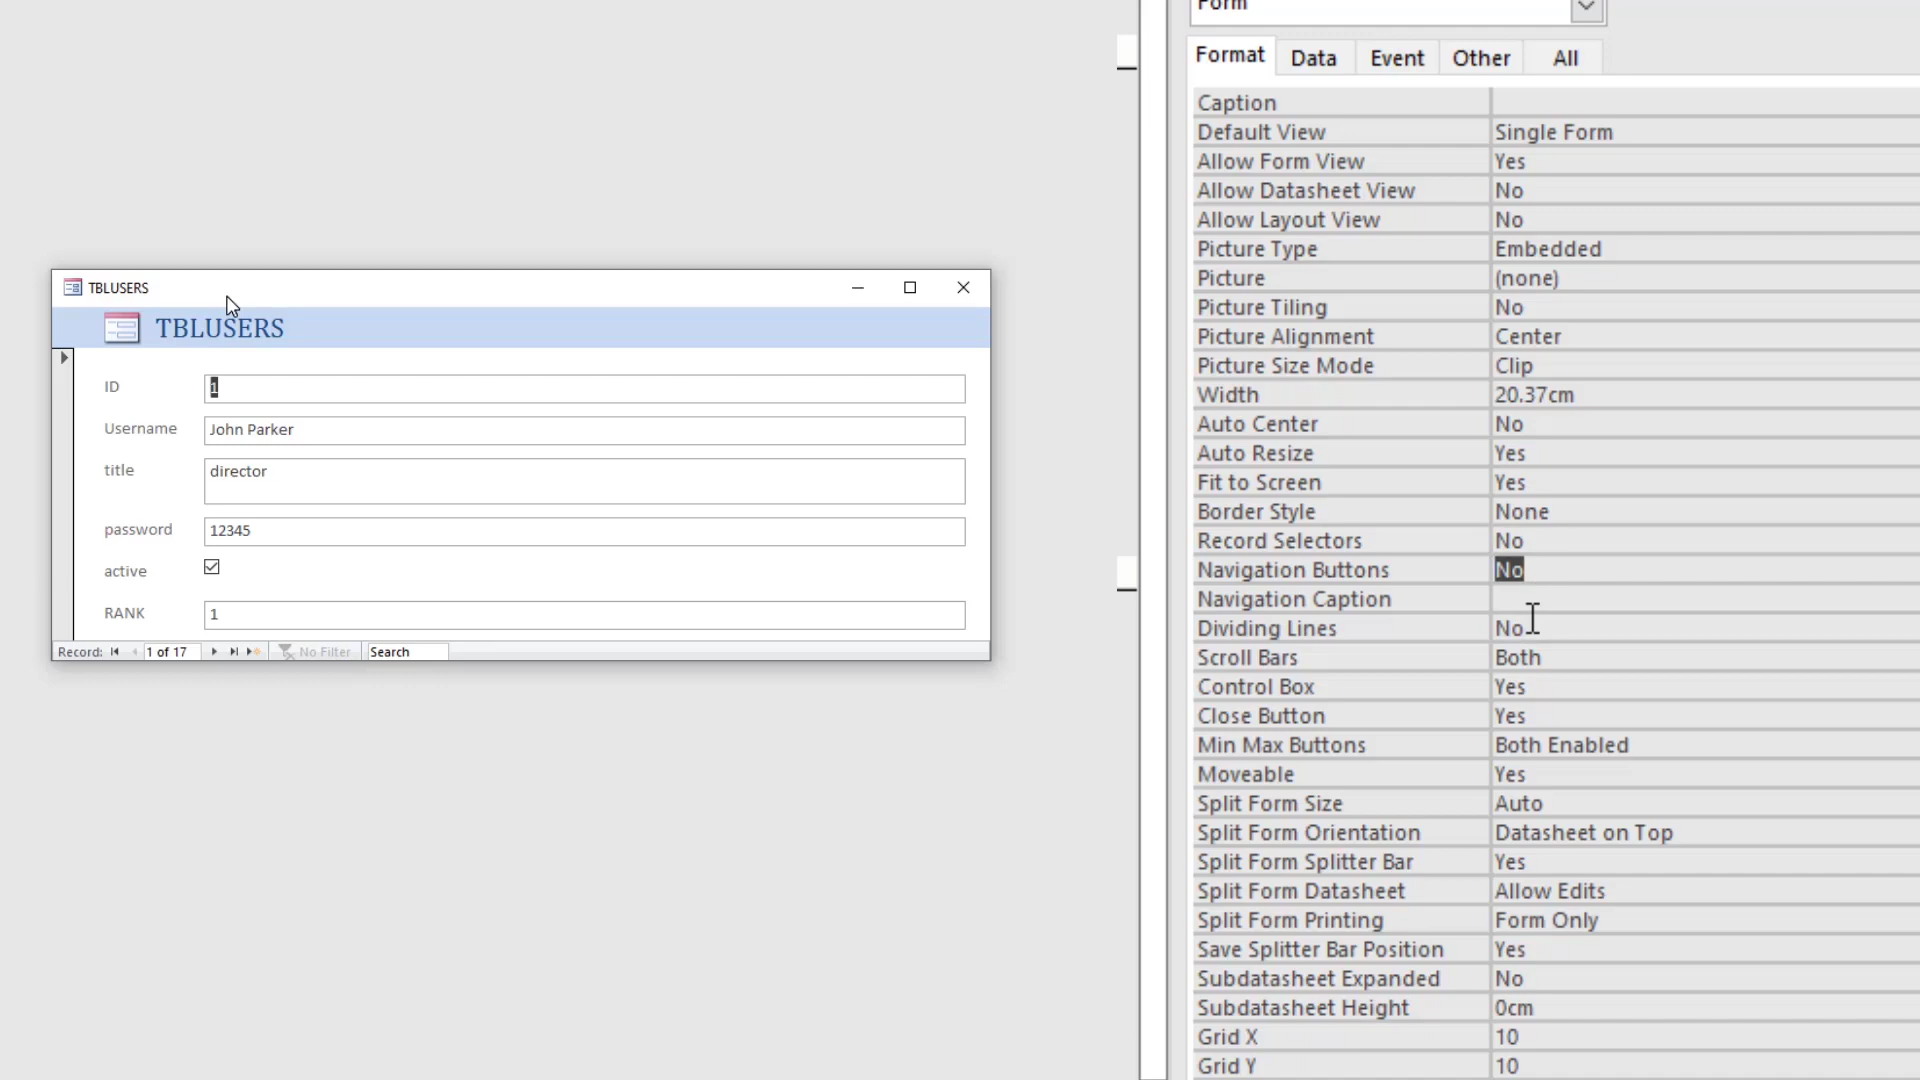 TBLUSERS
TBLUSERS
ID 1
Username John Parker
title director
password 12345
active
RANK 1
Record: 1 of 17 No Filter Search
Form
Format Data Event Other All
Caption
Default View Single Form
Allow Form View Yes
Allow Datasheet View No
Allow Layout View No
Picture Type Embedded
Picture (none)
Picture Tiling No
Picture Alignment Center
Picture Size Mode Clip
Width 20.37cm
Auto Center No
Auto Resize Yes
Fit to Screen Yes
Border Style None
Record Selectors No
Navigation Buttons No
Navigation Caption
Dividing Lines No
Scroll Bars Both
Control Box Yes
Close Button Yes
Min Max Buttons Both Enabled
Moveable Yes
Split Form Size Auto
Split Form Orientation Datasheet on Top
Split Form Splitter Bar Yes
Split Form Datasheet Allow Edits
Split Form Printing Form Only
Save Splitter Bar Position Yes
Subdatasheet Expanded No
Subdatasheet Height 0cm
Grid X 10
Grid Y 10